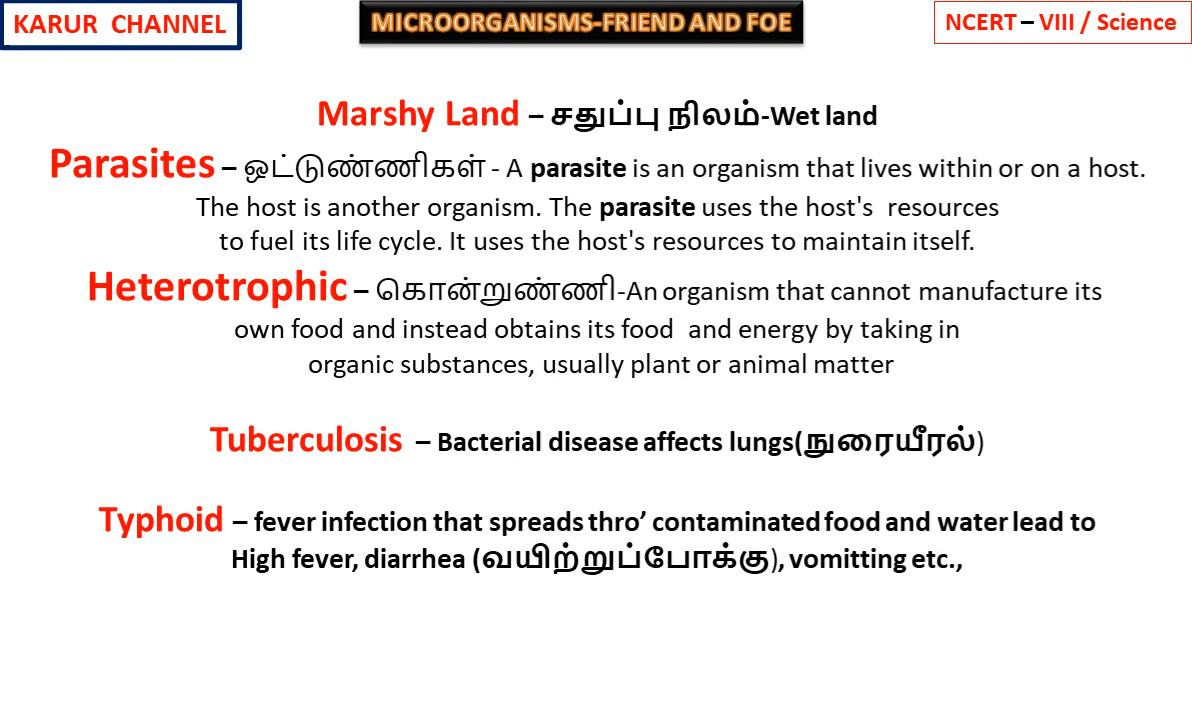 KARUR CHANNEL
MICROORGANISMS-FRIEND AND FOE
NCERT – VIII / Science
Marshy Land – சதுப்பு நிலம்-Wet land
Parasites – ஒட்டுண்ணிகள் - A parasite is an organism that lives within or on a host.
The host is another organism. The parasite uses the host's resources
to fuel its life cycle. It uses the host's resources to maintain itself.
Heterotrophic – கொன்றுண்ணி-An organism that cannot manufacture its
own food and instead obtains its food and energy by taking in
organic substances, usually plant or animal matter
Tuberculosis – Bacterial disease affects lungs(நுரையீரல்)
Typhoid – fever infection that spreads thro’ contaminated food and water lead to
High fever, diarrhea (வயிற்றுப்போக்கு), vomitting etc.,